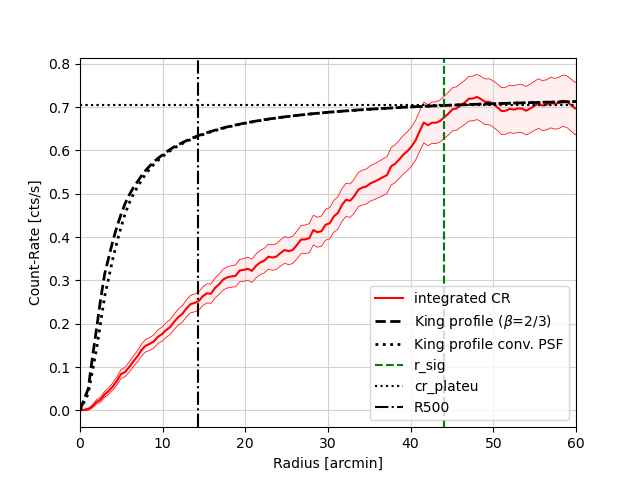 0.8
0.7
0.6
0.5
0.4
0.3
0.2
0.1
0.0
Count-Rate [cts/s]
integrated CR
King profile (β=2/3)
King profile conv. PSF
r_sig
cr_plateu
R500
0 10 20 30 40 50 60
Radius [arcmin]